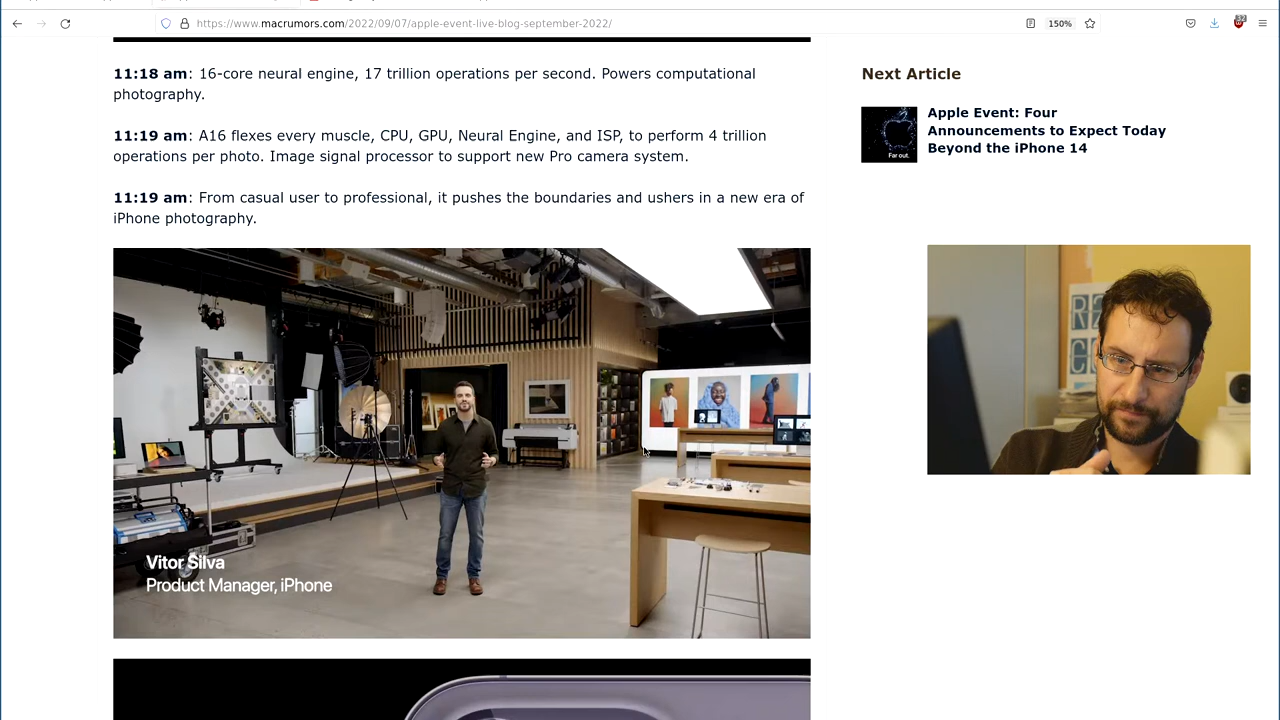 https://www.macrumors.com/2022/09/07/apple-event-live-blog-september-2022/
150%
11:18 am: 16-core neural engine, 17 trillion operations per second. Powers computational
photography.
11:19 am: A16 flexes every muscle, CPU, GPU, Neural Engine, and ISP, to perform 4 trillion
operations per photo. Image signal processor to support new Pro camera system.
11:19 am: From casual user to professional, it pushes the boundaries and ushers in a new era of
iPhone photography.
Vitor Silva
Product Manager, iPhone
Next Article
Far out.
Apple Event: Four
Announcements to Expect Today
Beyond the iPhone 14